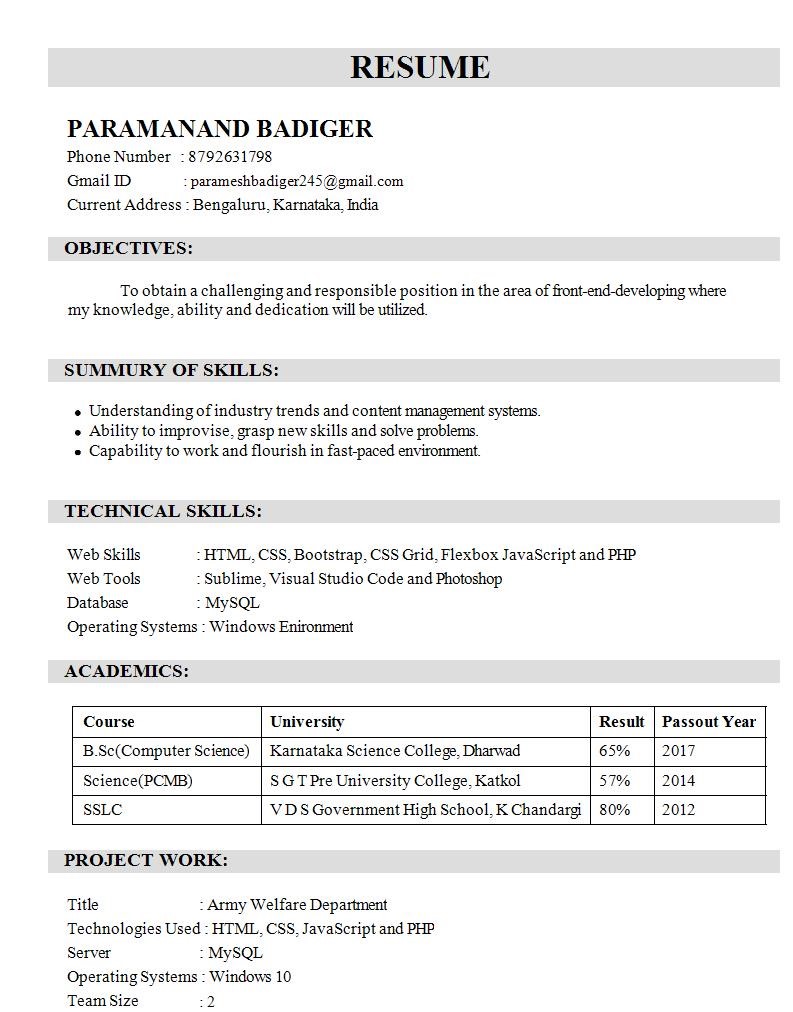 RESUME
PARAMANAND BADIGER
Phone Number : 8792631798
Gmail ID : parameshbadiger245@gmail.com
Current Address : Bengaluru, Karnataka, India
OBJECTIVES:
To obtain a challenging and responsible position in the area of front-end-developing where
my knowledge, ability and dedication will be utilized.
SUMMURY OF SKILLS:
● Understanding of industry trends and content management systems.
● Ability to improvise, grasp new skills and solve problems.
● Capability to work and flourish in fast-paced environment.
TECHNICAL SKILLS:
Web Skills : HTML, CSS, Bootstrap, CSS Grid, Flexbox JavaScript and PHP
Web Tools : Sublime, Visual Studio Code and Photoshop
Database : MySQL
Operating Systems : Windows Enironment
ACADEMICS:
Course University Result Passout Year
B.Sc(Computer Science) Karnataka Science College, Dharwad 65% 2017
Science(PCMB) S G T Pre University College, Katkol 57% 2014
SSLC V D S Government High School, K Chandargi 80% 2012
PROJECT WORK:
Title : Army Welfare Department
Technologies Used : HTML, CSS, JavaScript and PHP
Server : MySQL
Operating Systems : Windows 10
Team Size : 2